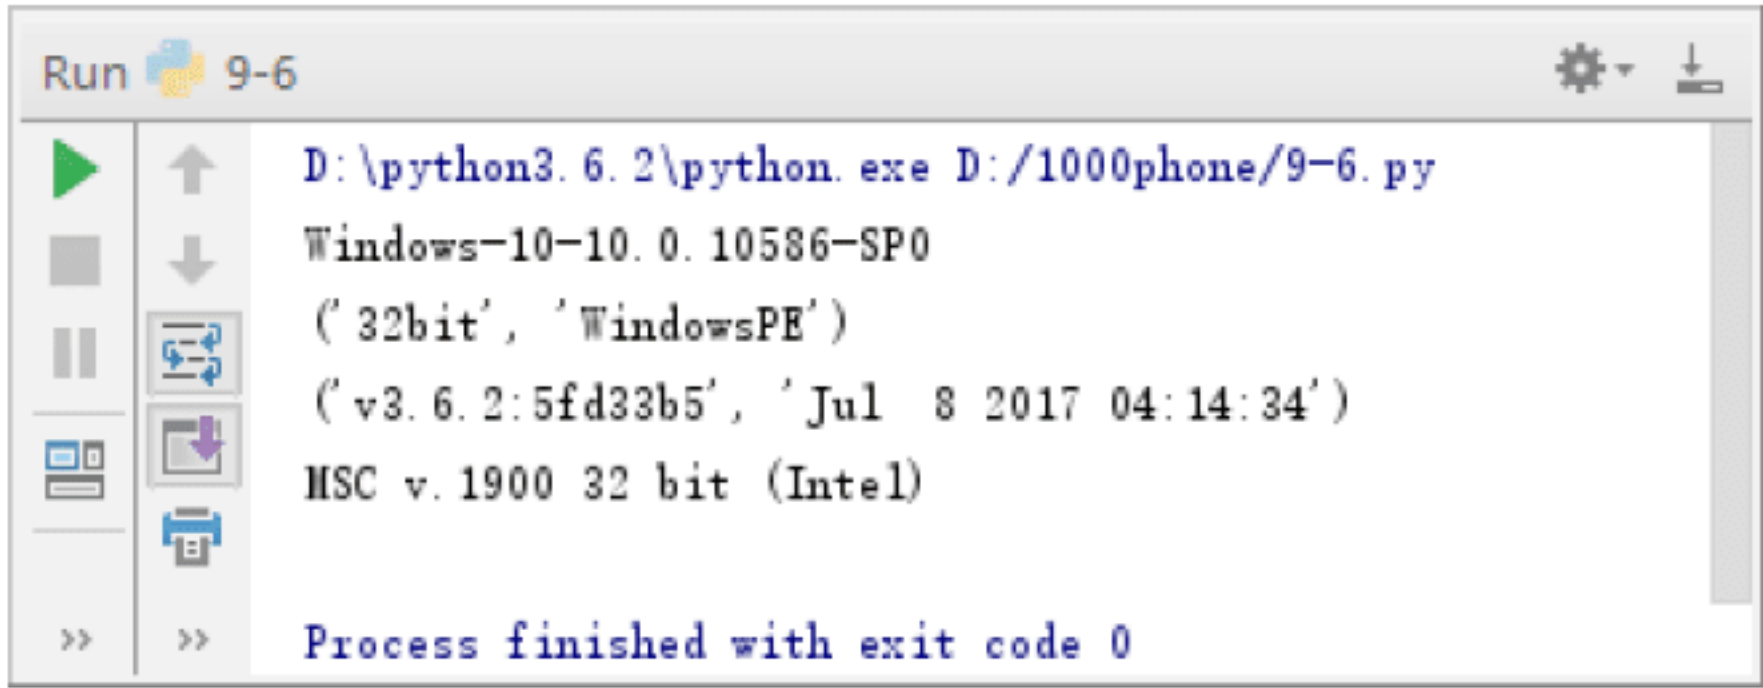 Run 9-6
D:\python3.6.2\python.exe D:/1000phone/9-6.py
Windows-10-10.0.10586-SP0
('32bit', 'WindowsPE')
('v3.6.2:5fd33b5', 'Jul  8 2017 04:14:34')
MSC v.1900 32 bit (Intel)
Process finished with exit code 0